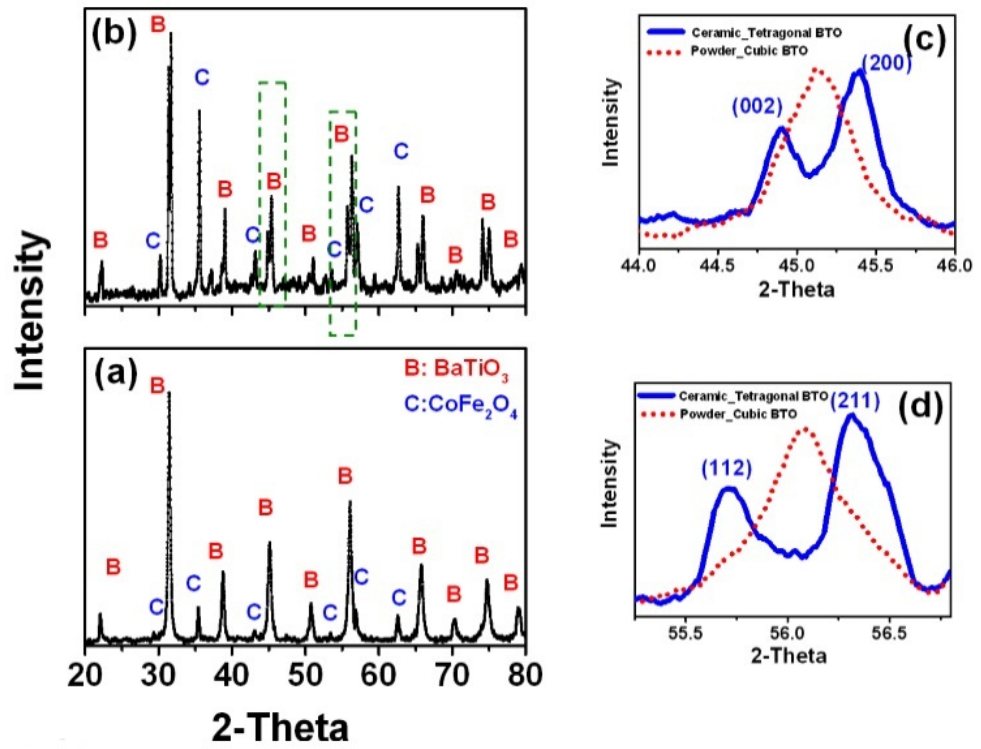 (b)
B
C
B
C
B
B
C
B
C
B
C
B
B
B
B
Intensity
(a)
B: BaTiO3
C:CoFe2O4
B
B
C
C
B
C
B
B
C
B
C
C
B
B
B
B
20 30 40 50 60 70 80
2-Theta
(c)
Ceramic_Tetragonal BTO
Powder_Cubic BTO
(002)
(200)
Intensity
44.0 44.5 45.0 45.5 46.0
2-Theta
(d)
Ceramic_Tetragonal BTO
Powder_Cubic BTO
(112)
(211)
Intensity
55.5 56.0 56.5
2-Theta